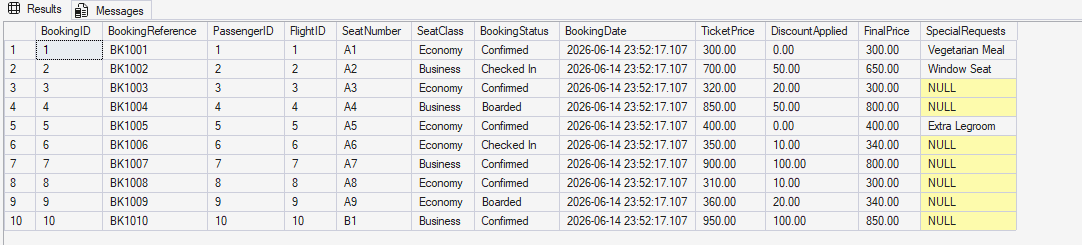 Results Messages
BookingID BookingReference PassengerID FlightID SeatNumber SeatClass BookingStatus BookingDate TicketPrice DiscountApplied FinalPrice SpecialRequests
1 1 BK1001 1 1 A1 Economy Confirmed 2026-06-14 23:52:17.107 300.00 0.00 300.00 Vegetarian Meal
2 2 BK1002 2 2 A2 Business Checked In 2026-06-14 23:52:17.107 700.00 50.00 650.00 Window Seat
3 3 BK1003 3 3 A3 Economy Confirmed 2026-06-14 23:52:17.107 320.00 20.00 300.00 NULL
4 4 BK1004 4 4 A4 Business Boarded 2026-06-14 23:52:17.107 850.00 50.00 800.00 NULL
5 5 BK1005 5 5 A5 Economy Confirmed 2026-06-14 23:52:17.107 400.00 0.00 400.00 Extra Legroom
6 6 BK1006 6 6 A6 Economy Checked In 2026-06-14 23:52:17.107 350.00 10.00 340.00 NULL
7 7 BK1007 7 7 A7 Business Confirmed 2026-06-14 23:52:17.107 900.00 100.00 800.00 NULL
8 8 BK1008 8 8 A8 Economy Confirmed 2026-06-14 23:52:17.107 310.00 10.00 300.00 NULL
9 9 BK1009 9 9 A9 Economy Boarded 2026-06-14 23:52:17.107 360.00 20.00 340.00 NULL
10 10 BK1010 10 10 B1 Business Confirmed 2026-06-14 23:52:17.107 950.00 100.00 850.00 NULL